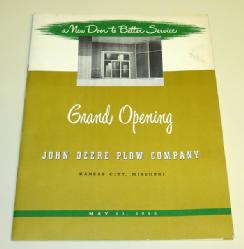 a New Door to Better Service
Grand Opening
JOHN DEERE PLOW COMPANY
KANSAS CITY, MISSOURI
MAY